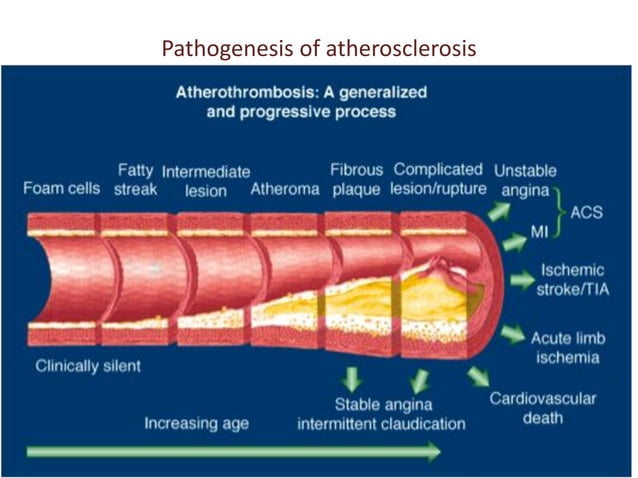 Pathogenesis of atherosclerosis
Atherothrombosis: A generalized
and progressive process
Foam cells
Fatty
streak
Intermediate
lesion
Atheroma
Fibrous
plaque
Complicated
lesion/rupture
Unstable
angina
MI
ACS
Ischemic
stroke/TIA
Acute limb
ischemia
Cardiovascular
death
Clinically silent
Stable angina
intermittent claudication
Increasing age